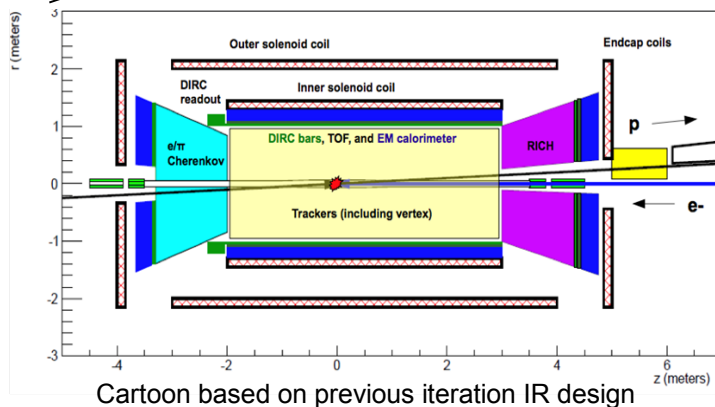 r (meters)
3
2
1
0
-1
-2
-3
Outer solenoid coil
Endcap coils
DIRC
readout
Inner solenoid coil
DIRC bars, TOF, and EM calorimeter
e/π
Cherenkov
RICH
p
e-
Trackers (including vertex)
-4
-2
0
2
4
6
z (meters)
Cartoon based on previous iteration IR design